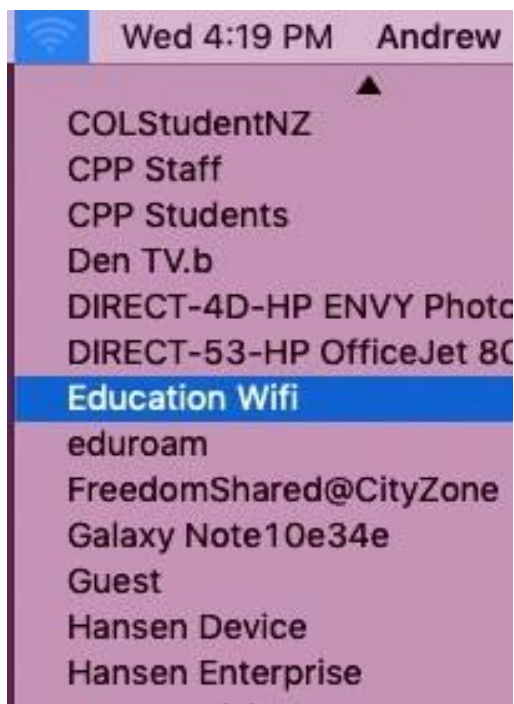 Wed 4:19 PM Andrew
COLStudentNZ
CPP Staff
CPP Students
Den TV.b
DIRECT-4D-HP ENVY Photo
DIRECT-53-HP OfficeJet 80
Education Wifi
eduroam
FreedomShared@CityZone
Galaxy Note10e34e
Guest
Hansen Device
Hansen Enterprise